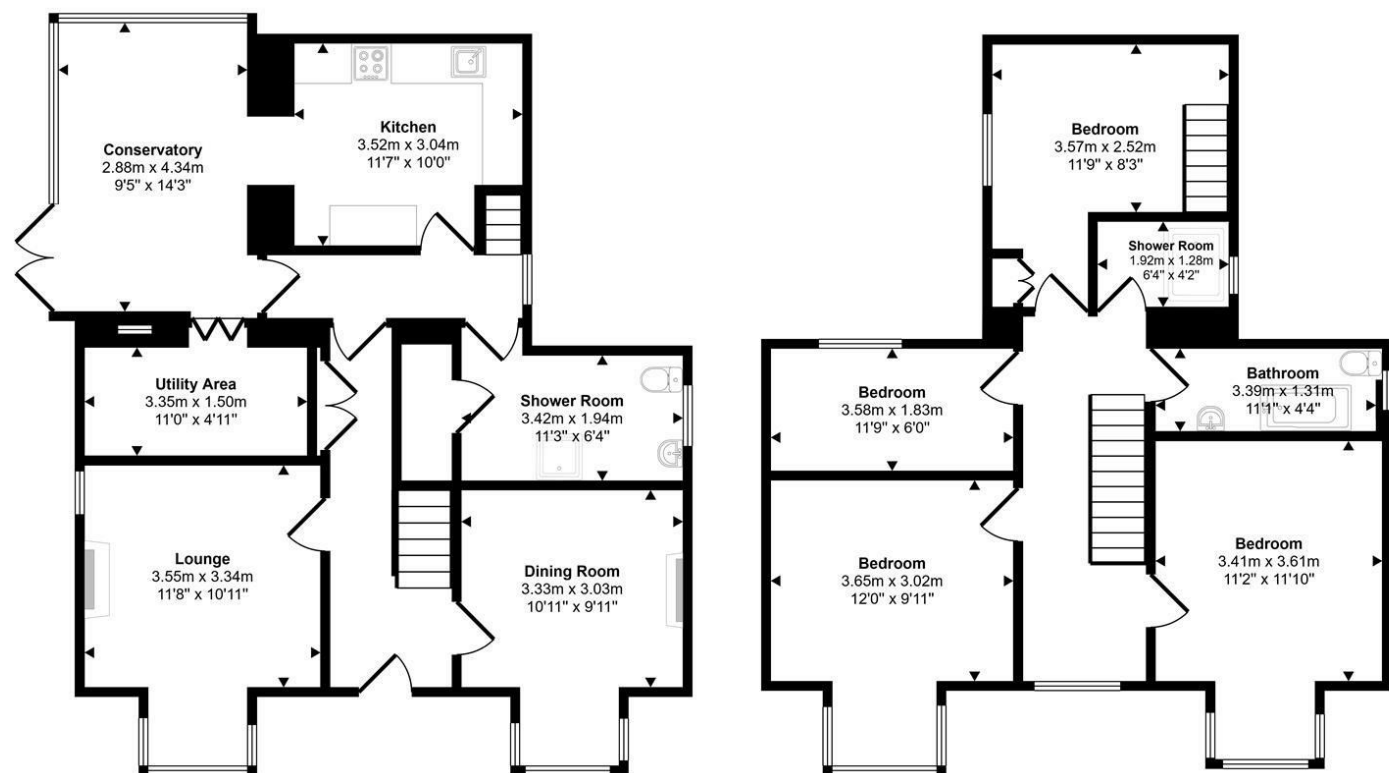 Conservatory
2.88m x 4.34m
9'5" x 14'3"
Kitchen
3.52m x 3.04m
11'7" x 10'0"
Utility Area
3.35m x 1.50m
11'0" x 4'11"
Shower Room
3.42m x 1.94m
11'3" x 6'4"
Lounge
3.55m x 3.34m
11'8" x 10'11"
Dining Room
3.33m x 3.03m
10'11" x 9'11"
Bedroom
3.57m x 2.52m
11'9" x 8'3"
Shower Room
1.92m x 1.28m
6'4" x 4'2"
Bedroom
3.58m x 1.83m
11'9" x 6'0"
Bathroom
3.39m x 1.31m
11'1" x 4'4"
Bedroom
3.65m x 3.02m
12'0" x 9'11"
Bedroom
3.41m x 3.61m
11'2" x 11'10"